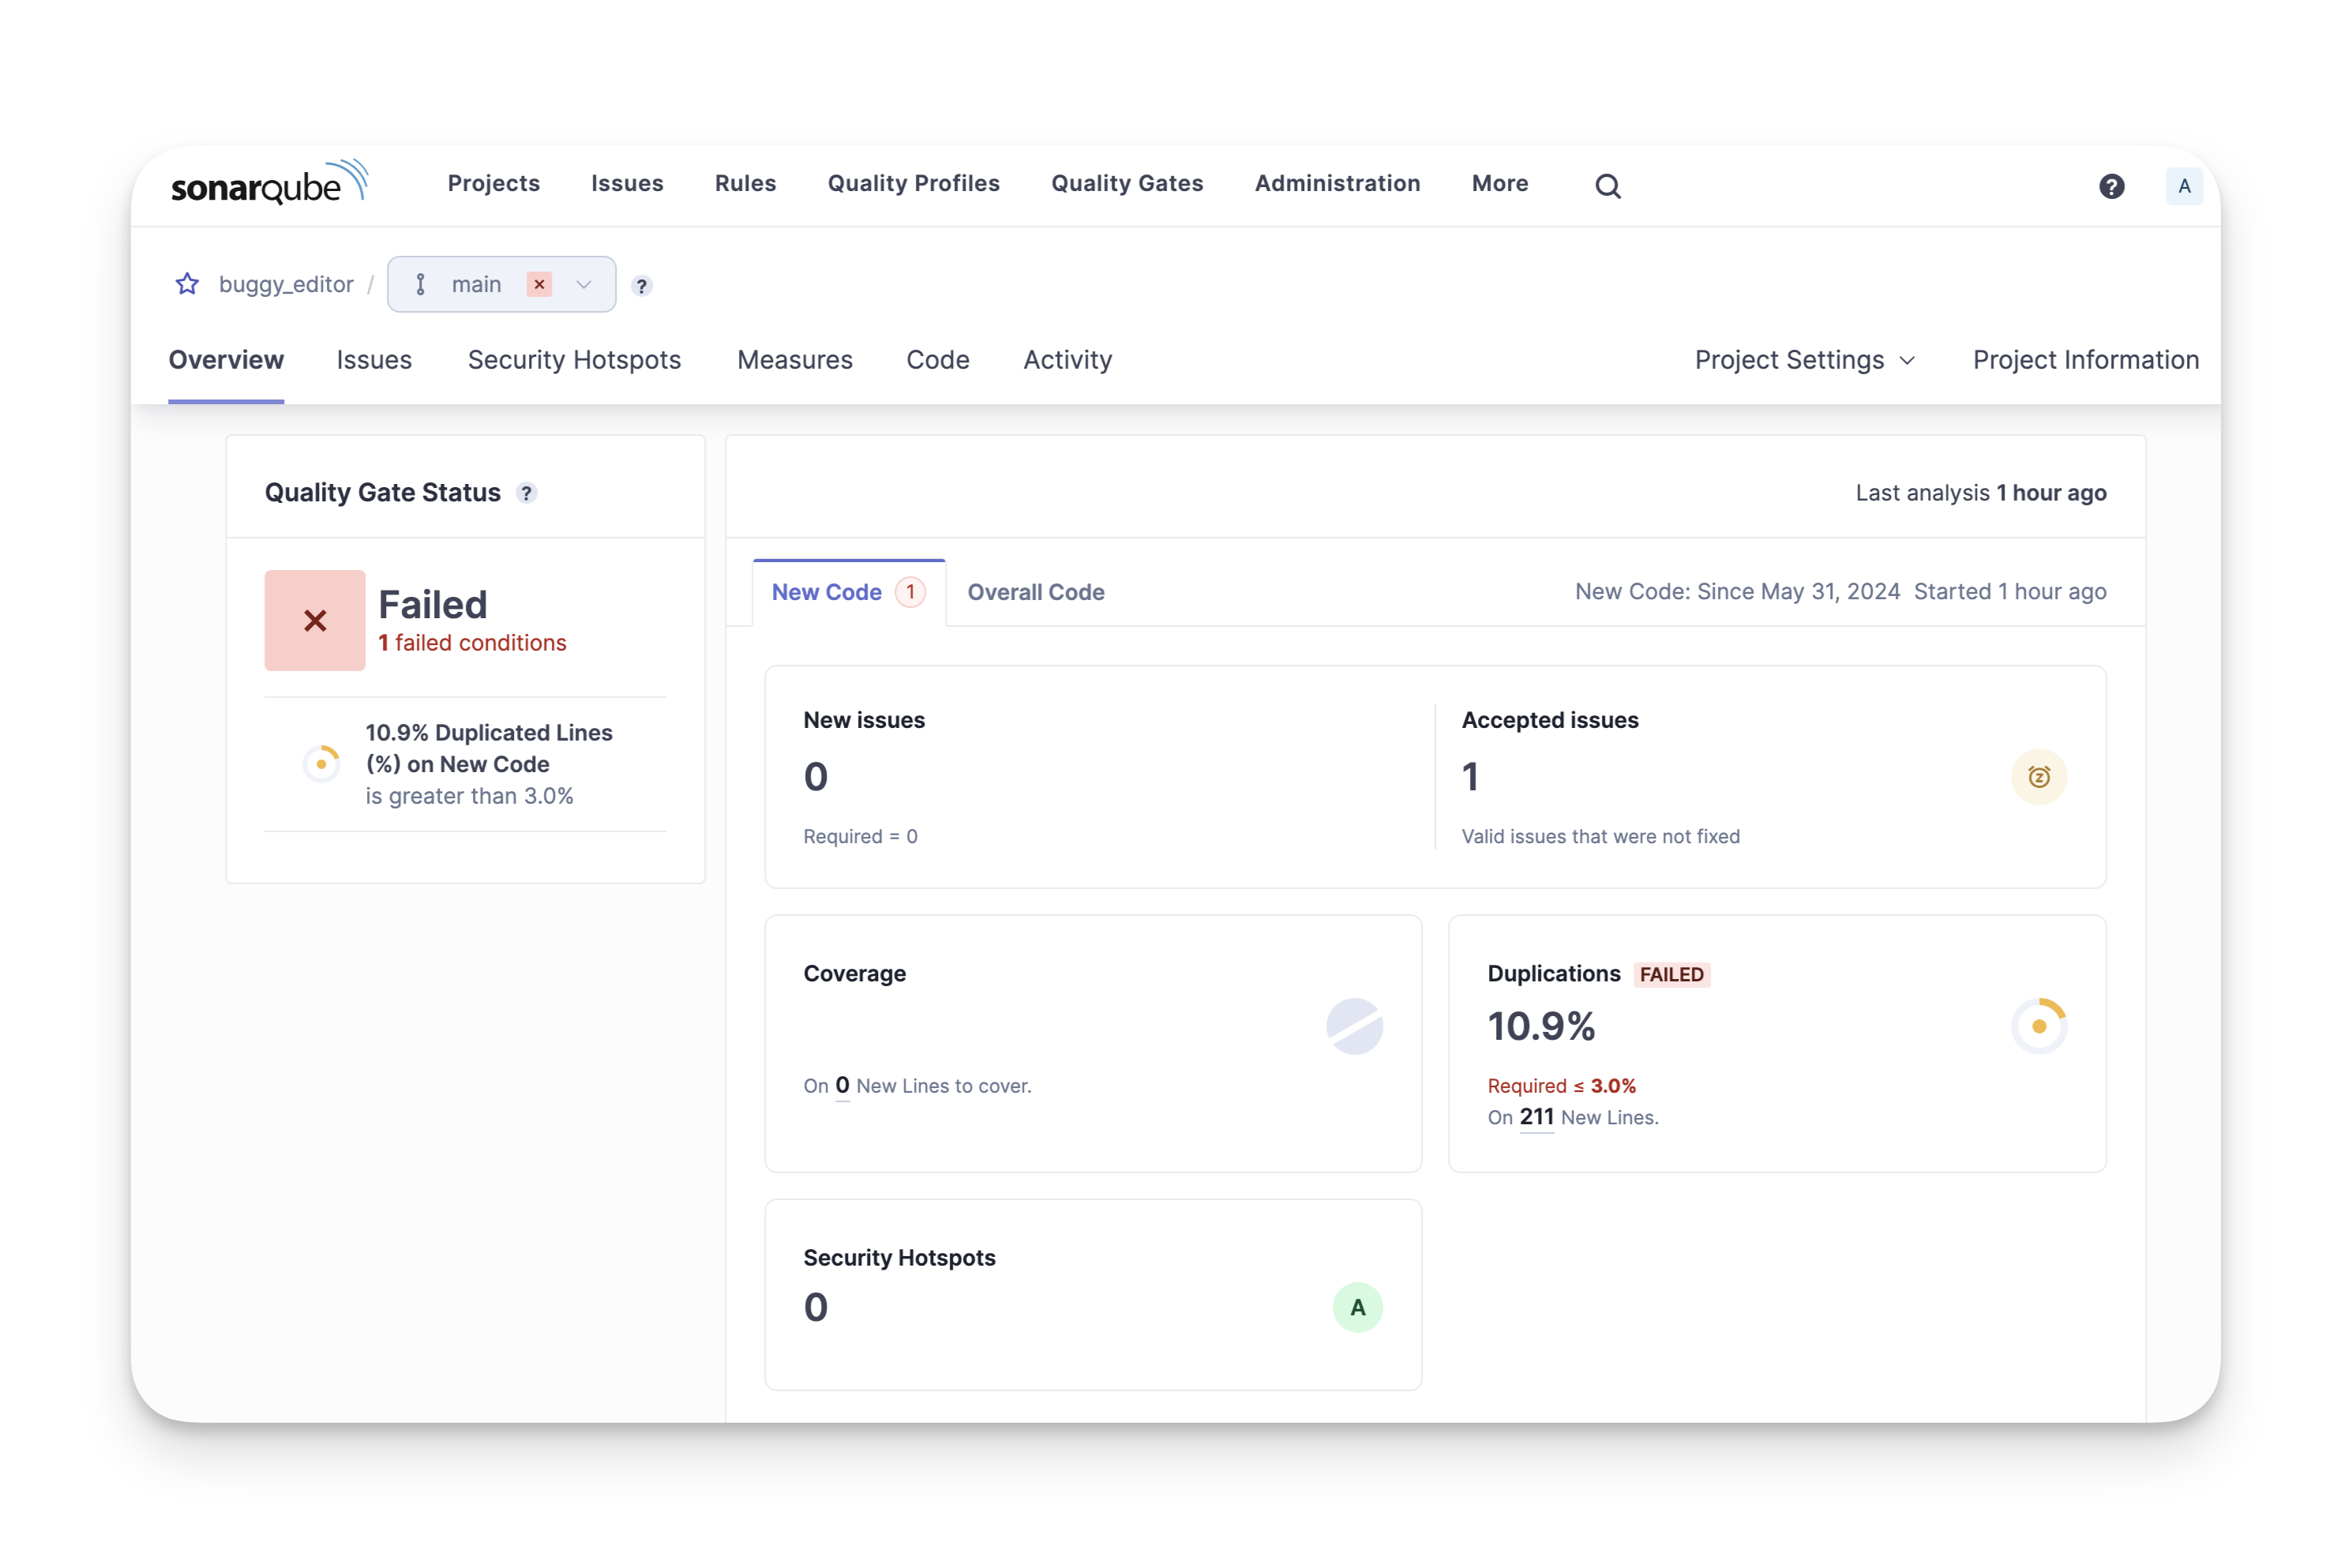 sonarqube Projects Issues Rules Quality Profiles Quality Gates Administration More ? A
buggy_editor / main ?
Overview Issues Security Hotspots Measures Code Activity Project Settings Project Information
Quality Gate Status ?
Failed
1 failed conditions
10.9% Duplicated Lines
(%) on New Code
is greater than 3.0%
Last analysis 1 hour ago
New Code 1 Overall Code New Code: Since May 31, 2024 Started 1 hour ago
New issues
0
Required = 0
Accepted issues
1
Valid issues that were not fixed
z
Coverage
On 0 New Lines to cover.
Duplications FAILED
10.9%
Required ≤ 3.0%
On 211 New Lines.
Security Hotspots
0
A